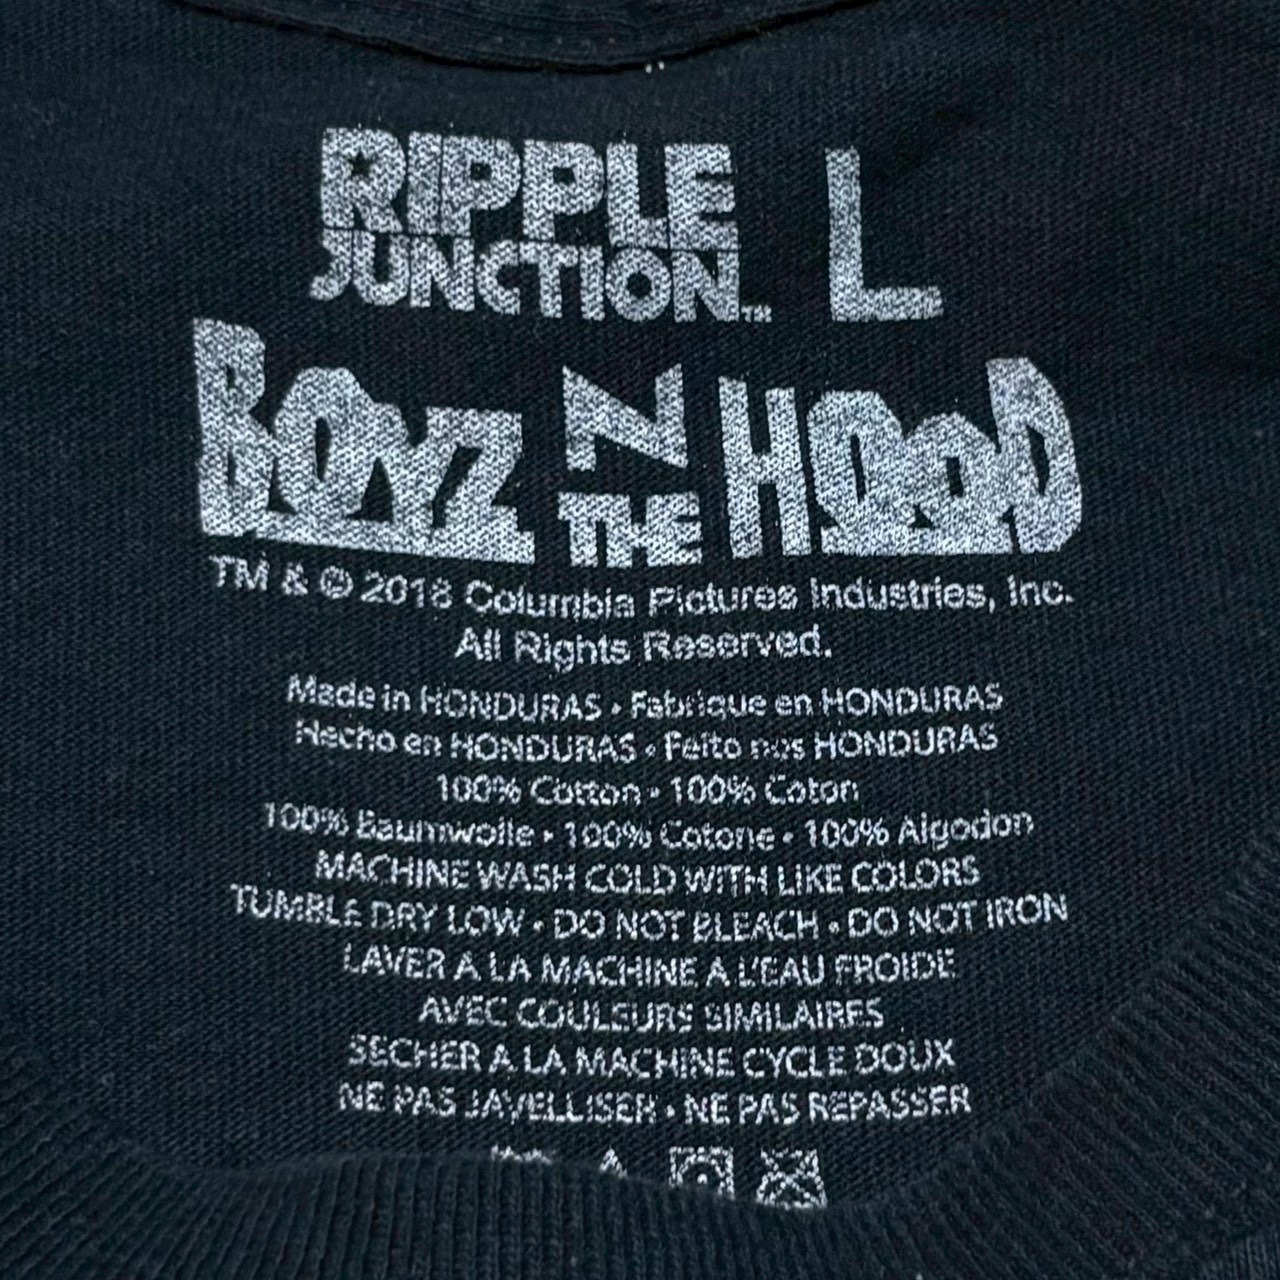 RIPPLE L
JUNCTION™
BOYZ N THE HOOD
TM & © 2018 Columbia Pictures Industries, Inc.
All Rights Reserved.
Made in HONDURAS • Fabrique en HONDURAS
Hecho en HONDURAS • Feito nos HONDURAS
100% Cotton • 100% Coton
100% Baumwolle • 100% Cotone • 100% Algodon
MACHINE WASH COLD WITH LIKE COLORS
TUMBLE DRY LOW • DO NOT BLEACH • DO NOT IRON
LAVER A LA MACHINE A L'EAU FROIDE
AVEC COULEURS SIMILAIRES
SECHER A LA MACHINE CYCLE DOUX
NE PAS JAVELLISER • NE PAS REPASSER